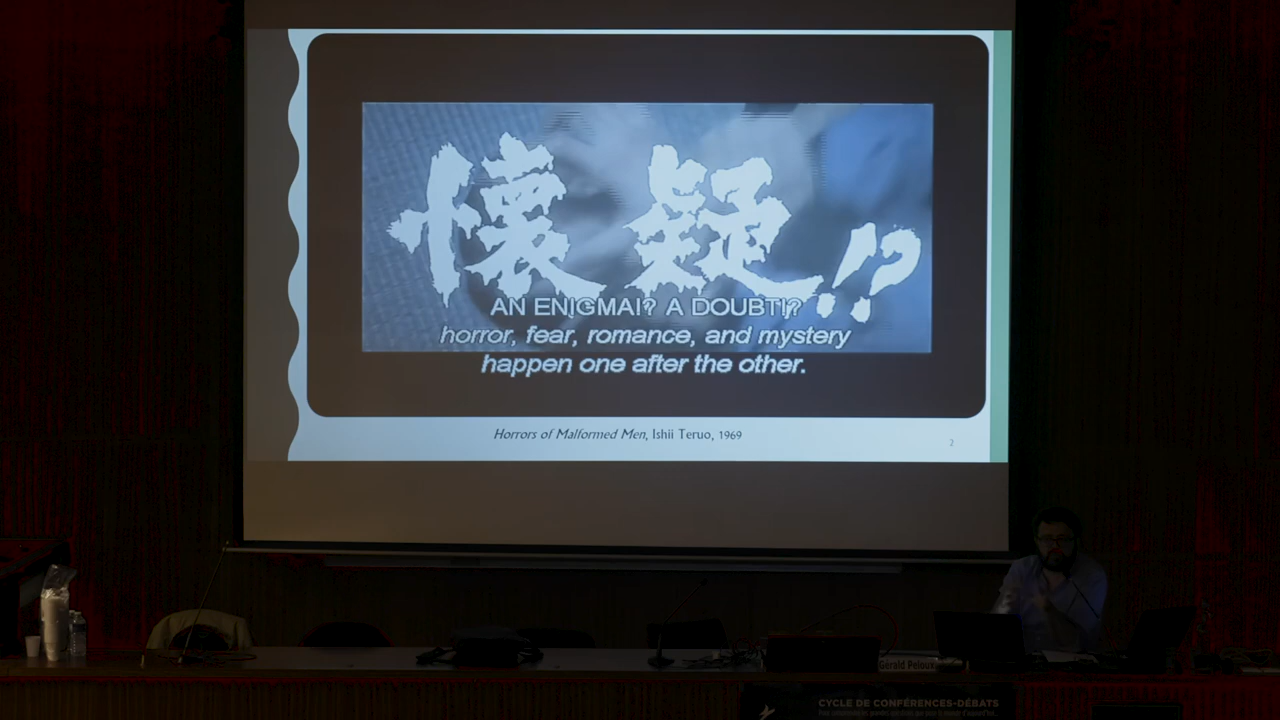 懐疑!?
AN ENIGMA!? A DOUBT!?
horror, fear, romance, and mystery
happen one after the other.
Horrors of Malformed Men, Ishii Teruo, 1969
2
Gerald Peloux
CYCLE DE CONFÉRENCES-DÉBATS